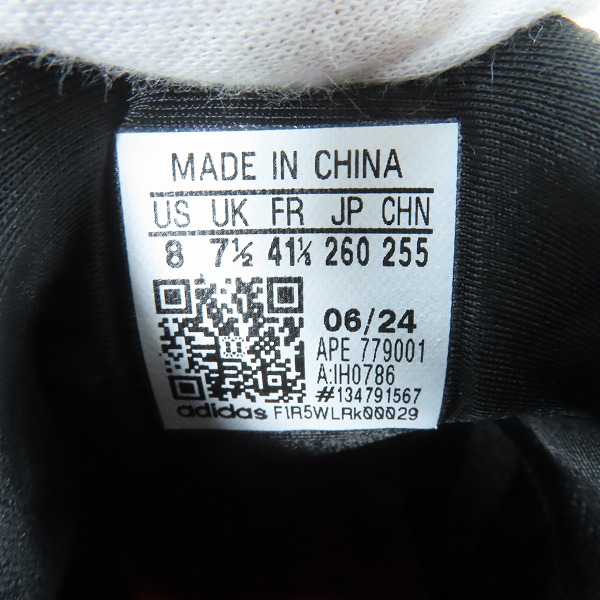 MADE IN CHINA
US UK FR JP CHN
8 7½ 41⅓ 260 255
06/24
APE 779001
A:IH0786
#134791567
adidas F1R5WLRk00029